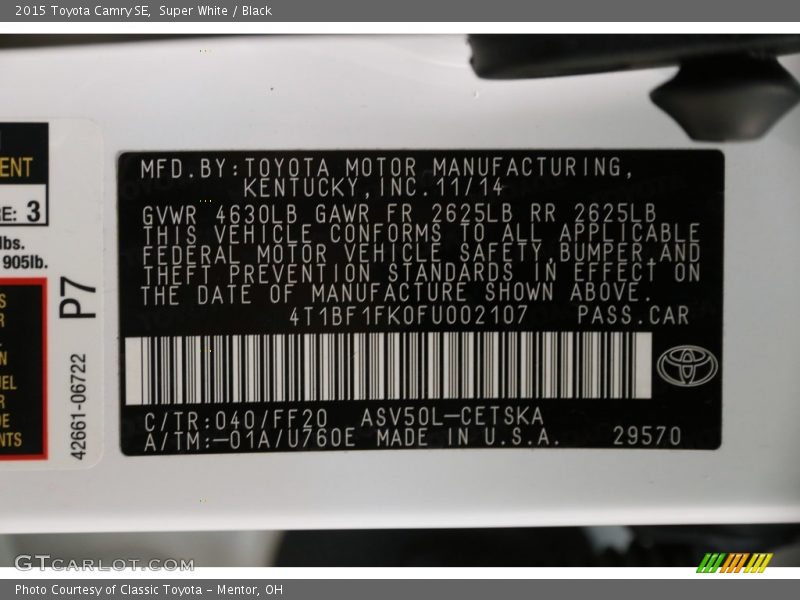 2015 Toyota Camry SE, Super White / Black
ENT
RE: 3
lbs.
905lb.
P7
42661-06722
MFD.BY:TOYOTA MOTOR MANUFACTURING,
KENTUCKY,INC.11/14
GVWR 4630LB GAWR FR 2625LB RR 2625LB
THIS VEHICLE CONFORMS TO ALL APPLICABLE
FEDERAL MOTOR VEHICLE SAFETY,BUMPER,AND
THEFT PREVENTION STANDARDS IN EFFECT ON
THE DATE OF MANUFACTURE SHOWN ABOVE.
4T1BF1FK0FU002107 PASS.CAR
C/TR:040/FF20 ASV50L-CETSKA
A/TM:-01A/U760E MADE IN U.S.A. 29570
GTcarlot.com
Photo Courtesy of Classic Toyota - Mentor, OH